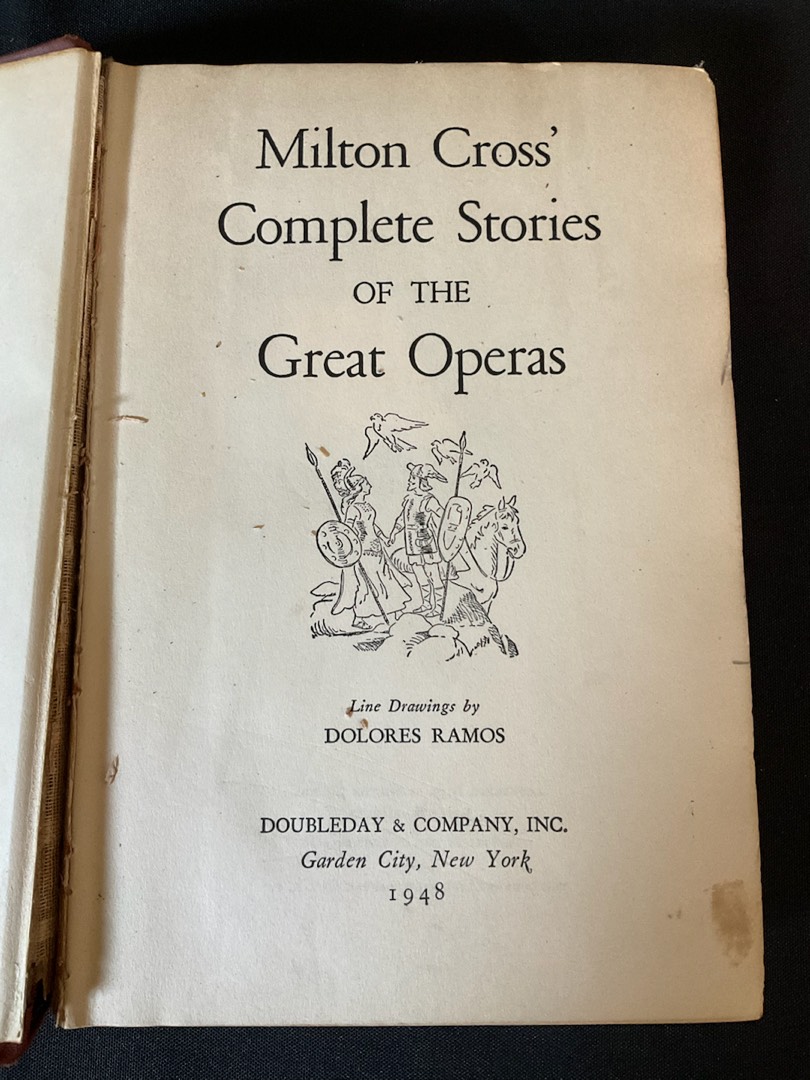 Milton Cross'
Complete Stories
OF THE
Great Operas
Line Drawings by
DOLORES RAMOS
DOUBLEDAY & COMPANY, INC.
Garden City, New York
1948